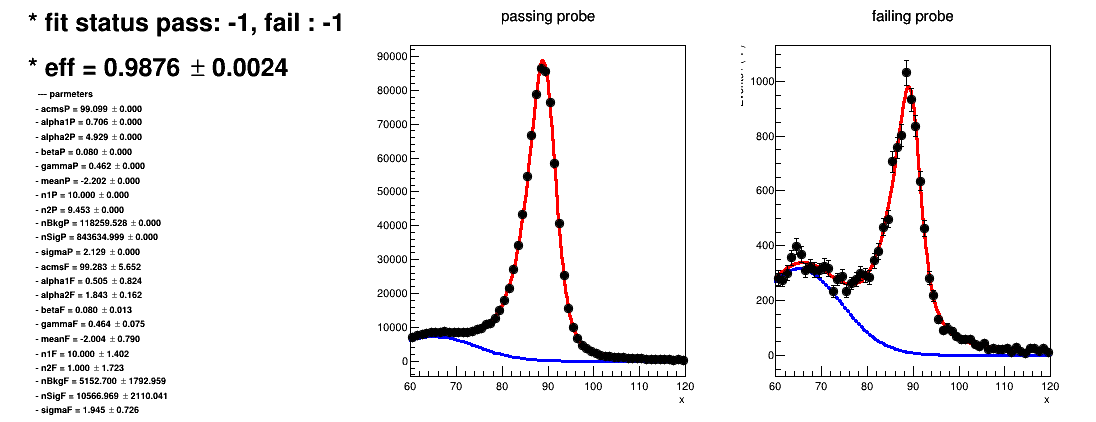 * fit status pass: -1, fail : -1
* eff = 0.9876 ± 0.0024
--- parmeters
- acmsP = 99.099 ± 0.000
- alpha1P = 0.706 ± 0.000
- alpha2P = 4.929 ± 0.000
- betaP = 0.080 ± 0.000
- gammaP = 0.462 ± 0.000
- meanP = -2.202 ± 0.000
- n1P = 10.000 ± 0.000
- n2P = 9.453 ± 0.000
- nBkgP = 118259.528 ± 0.000
- nSigP = 843634.999 ± 0.000
- sigmaP = 2.129 ± 0.000
- acmsF = 99.283 ± 5.652
- alpha1F = 0.505 ± 0.824
- alpha2F = 1.843 ± 0.162
- betaF = 0.080 ± 0.013
- gammaF = 0.464 ± 0.075
- meanF = -2.004 ± 0.790
- n1F = 10.000 ± 1.402
- n2F = 1.000 ± 1.723
- nBkgF = 5152.700 ± 1792.959
- nSigF = 10566.969 ± 2110.041
- sigmaF = 1.945 ± 0.726
passing probe
90000
80000
70000
60000
50000
40000
30000
20000
10000
0
60 70 80 90 100 110 120
x
failing probe
1000
800
600
400
200
0
60 70 80 90 100 110 120
x